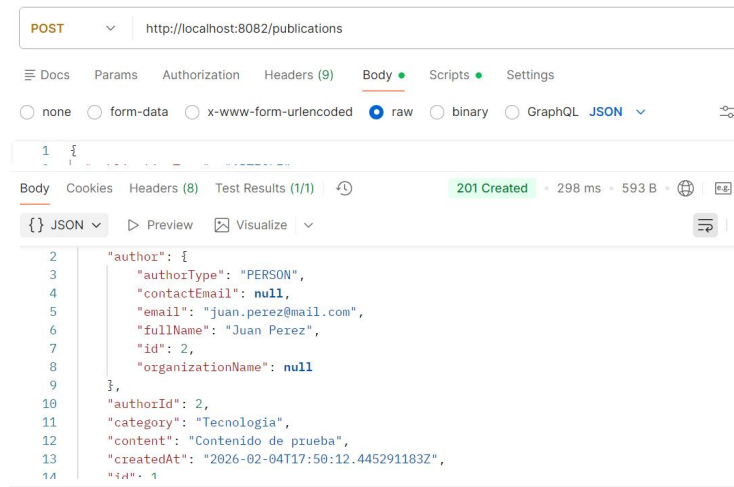 POST http://localhost:8082/publications
Docs Params Authorization Headers (9) Body Scripts Settings
none form-data x-www-form-urlencoded raw binary GraphQL JSON
1 {
Body Cookies Headers (8) Test Results (1/1) 201 Created • 298 ms • 593 B e.g.
{} JSON Preview Visualize
2 "author": {
3 "authorType": "PERSON",
4 "contactEmail": null,
5 "email": "juan.perez@mail.com",
6 "fullName": "Juan Perez",
7 "id": 2,
8 "organizationName": null
9 },
10 "authorId": 2,
11 "category": "Tecnologia",
12 "content": "Contenido de prueba",
13 "createdAt": "2026-02-04T17:50:12.445291183Z",
14 "id": 1